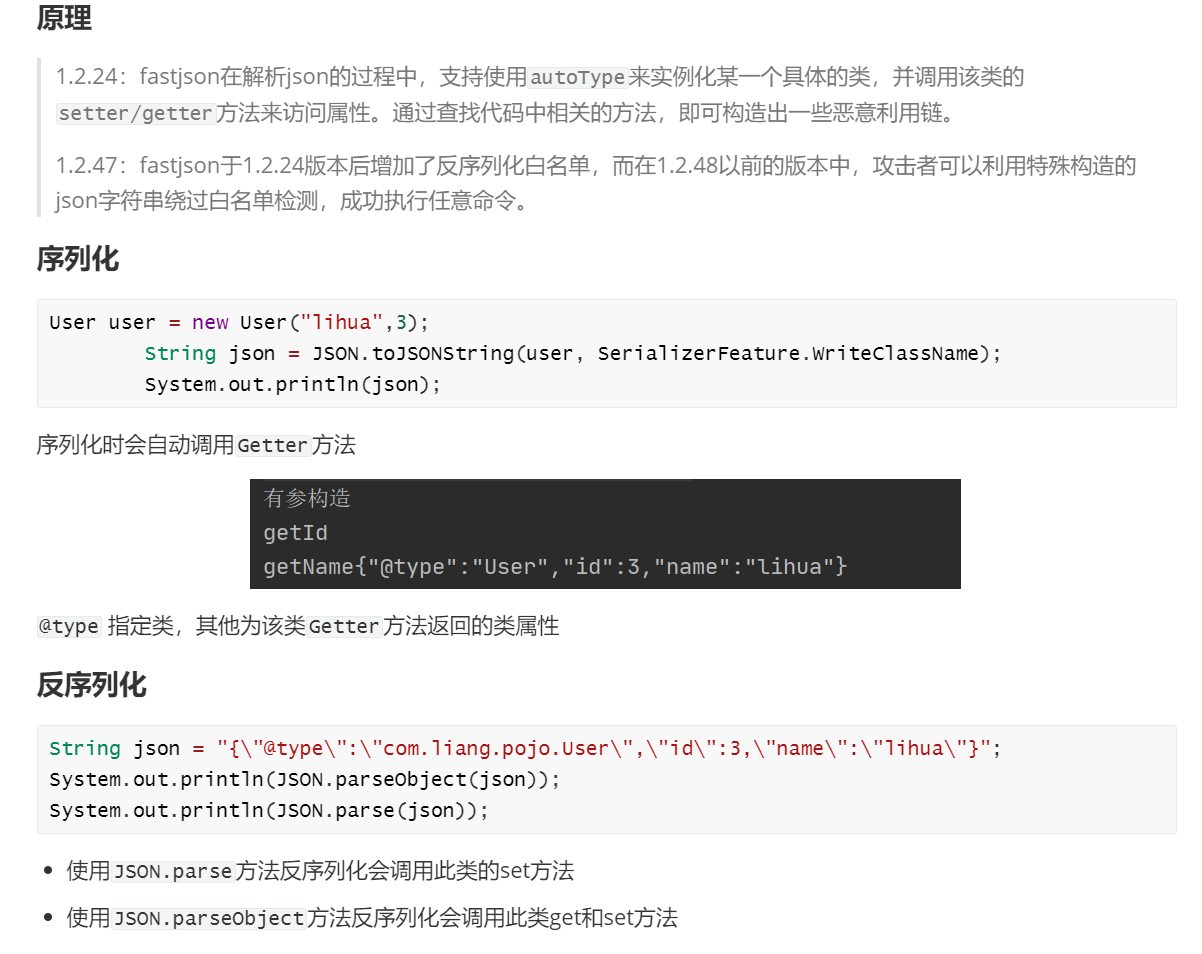 原理
1.2.24：fastjson在解析json的过程中，支持使用autoType来实例化某一个具体的类，并调用该类的
setter/getter方法来访问属性。通过查找代码中相关的方法，即可构造出一些恶意利用链。
1.2.47：fastjson于1.2.24版本后增加了反序列化白名单，而在1.2.48以前的版本中，攻击者可以利用特殊构造的
json字符串绕过白名单检测，成功执行任意命令。
序列化
User user = new User("lihua",3);
        String json = JSON.toJSONString(user, SerializerFeature.WriteClassName);
        System.out.println(json);
序列化时会自动调用Getter方法
有参构造
getId
getName{"@type":"User","id":3,"name":"lihua"}
@type 指定类，其他为该类Getter方法返回的类属性
反序列化
String json = "{\"@type\":\"com.liang.pojo.User\",\"id\":3,\"name\":\"lihua\"}";
System.out.println(JSON.parseObject(json));
System.out.println(JSON.parse(json));
• 使用JSON.parse方法反序列化会调用此类的set方法
• 使用JSON.parseObject方法反序列化会调用此类get和set方法